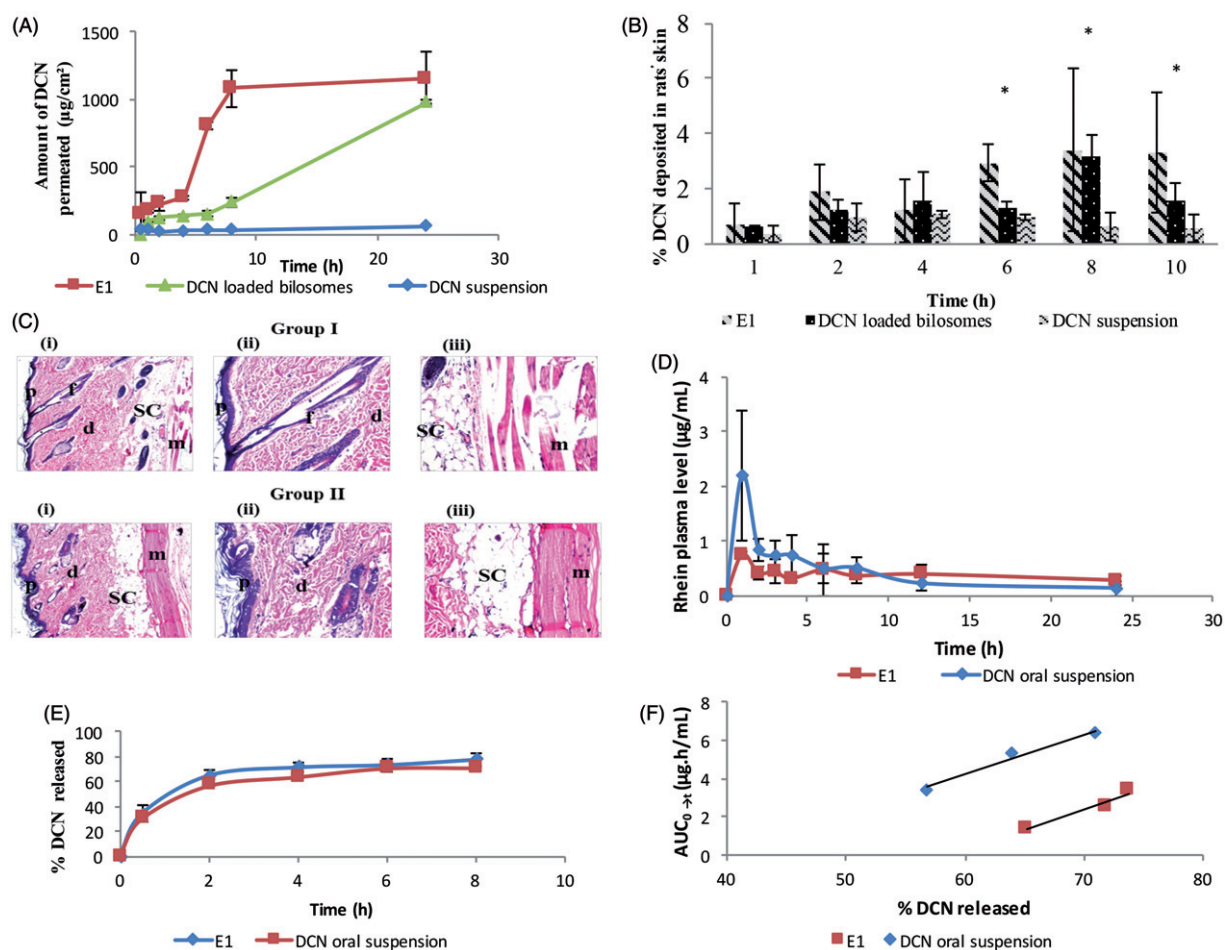 (A)
1500
1000
500
0
Amount of DCN
permeated (µg/cm²)
0 10 20 30
Time (h)
E1 DCN loaded bilosomes DCN suspension
(B)
8
6
4
2
0
% DCN deposited in rats' skin
* * *
1 2 4 6 8 10
Time (h)
E1 DCN loaded bilosomes DCN suspension
(C)
Group I
(i) (ii) (iii)
p f d SC m
p f d
SC m
Group II
(i) (ii) (iii)
p d SC m
p d
SC m
(D)
4
3
2
1
0
Rhein plasma level (µg/mL)
0 5 10 15 20 25 30
Time (h)
E1 DCN oral suspension
(E)
100
80
60
40
20
0
% DCN released
0 2 4 6 8 10
Time (h)
E1 DCN oral suspension
(F)
8
6
4
2
0
AUC0→t (µg.h/mL)
40 50 60 70 80
% DCN released
E1 DCN oral suspension